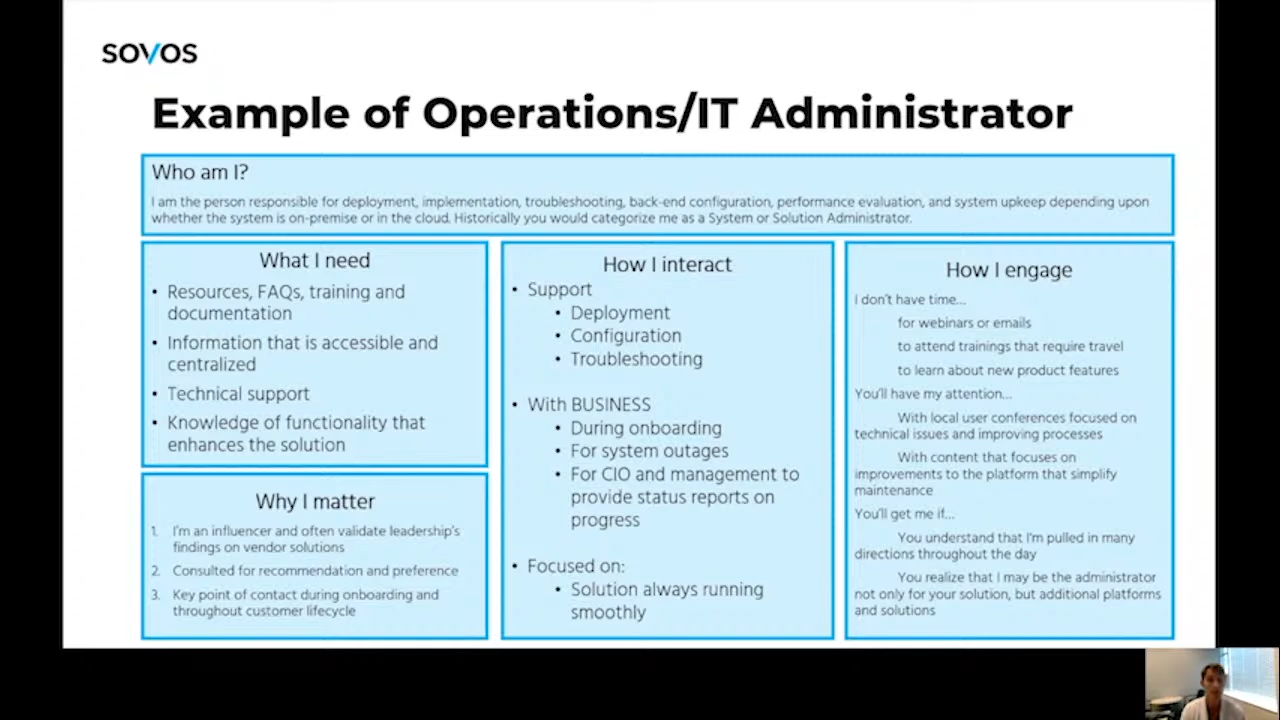 SOVOS
Example of Operations/IT Administrator
Who am I?
I am the person responsible for deployment, implementation, troubleshooting, back-end configuration, performance evaluation, and system upkeep depending upon
whether the system is on-premise or in the cloud. Historically you would categorize me as a System or Solution Administrator.
What I need
• Resources, FAQs, training and
documentation
• Information that is accessible and
centralized
• Technical support
• Knowledge of functionality that
enhances the solution
Why I matter
1. I'm an influencer and often validate leadership's
findings on vendor solutions
2. Consulted for recommendation and preference
3. Key point of contact during onboarding and
throughout customer lifecycle
How I interact
• Support
• Deployment
• Configuration
• Troubleshooting
• With BUSINESS
• During onboarding
• For system outages
• For CIO and management to
provide status reports on
progress
• Focused on:
• Solution always running
smoothly
How I engage
I don't have time...
for webinars or emails
to attend trainings that require travel
to learn about new product features
You'll have my attention...
With local user conferences focused on
technical issues and improving processes
With content that focuses on
improvements to the platform that simplify
maintenance
You'll get me if...
You understand that I'm pulled in many
directions throughout the day
You realize that I may be the administrator
not only for your solution, but additional platforms
and solutions